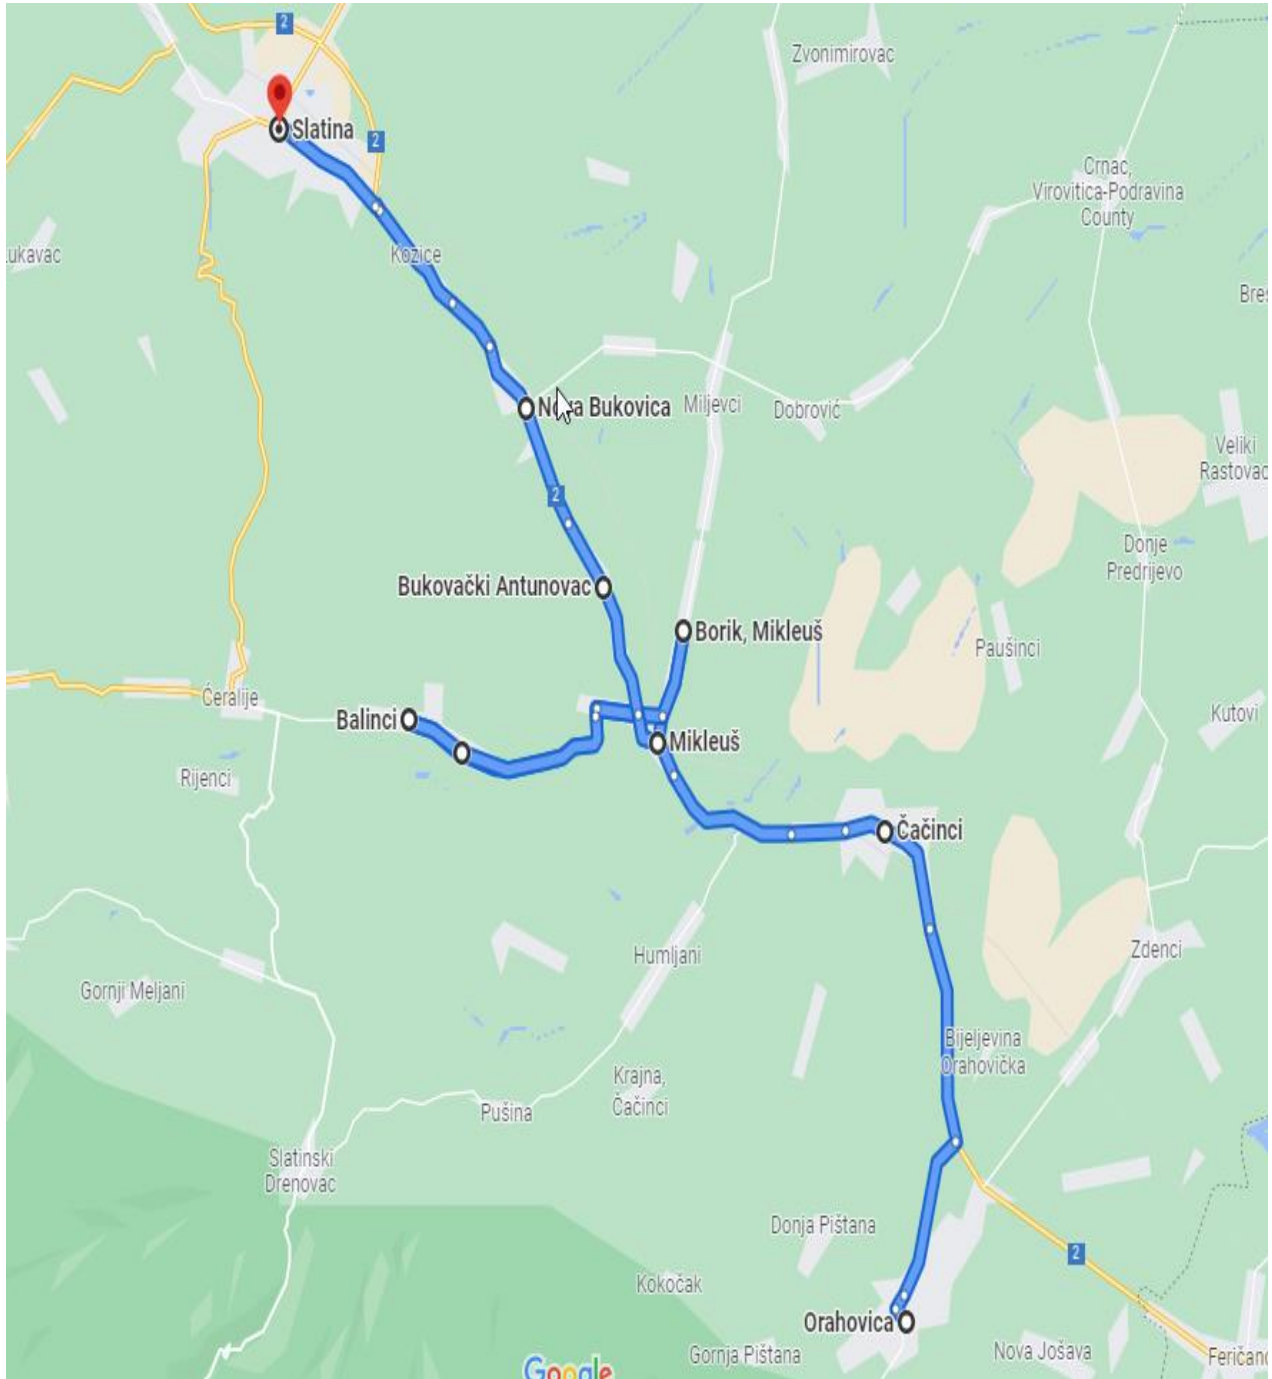 2
Zvonimirovac
Slatina
2
Crnac,
Virovitica-Podravina
County
ukavac
Kozice
Bres
Nova Bukovica
Miljevci
Dobrović
Veliki
Rastovac
2
Donje
Predrijevo
Bukovački Antunovac
Borik, Mikleuš
Paušinci
Ćeralije
Balinci
Kutovi
Mikleuš
Rijenci
Čačinci
Humljani
Zdenci
Gornji Meljani
Bijeljevina
Orahovička
Krajna,
Čačinci
Pušina
Slatinski
Drenovac
Donja Pištana
2
Kokočak
Orahovica
Gornja Pištana
Nova Jošava
Feričanc
Google